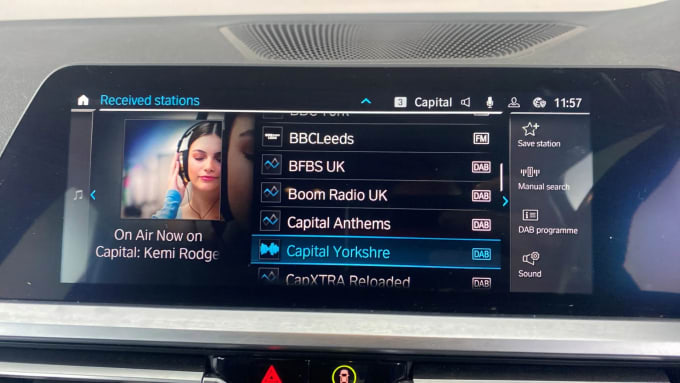 Received stations
3 Capital 11:57
BBC York
BBCLeeds FM
BFBS UK DAB
Boom Radio UK DAB
Capital Anthems DAB
Capital Yorkshre DAB
CapXTRA Reloaded DAB
On Air Now on
Capital: Kemi Rodge
Save station
Manual search
DAB programme
Sound